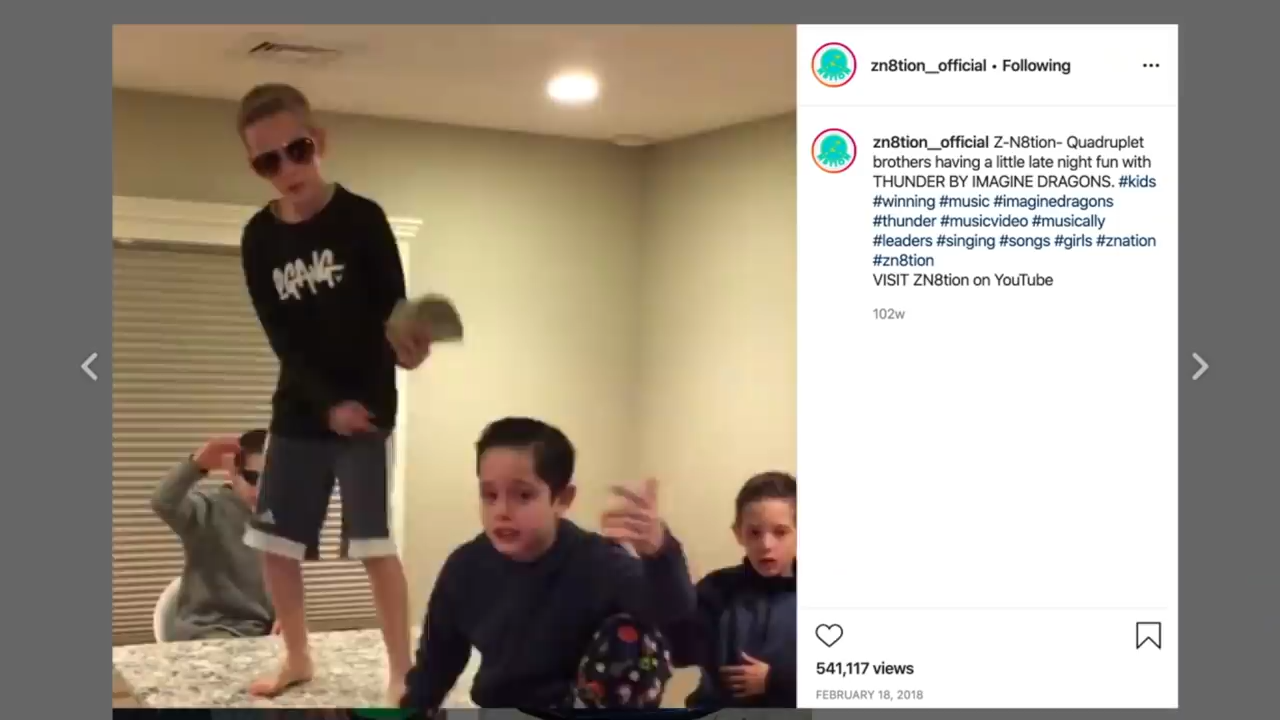 zn8tion__official • Following
zn8tion__official Z-N8tion- Quadruplet
brothers having a little late night fun with
THUNDER BY IMAGINE DRAGONS. #kids
#winning #music #imaginedragons
#thunder #musicvideo #musically
#leaders #singing #songs #girls #znation
#zn8tion
VISIT ZN8tion on YouTube
102w
541,117 views
FEBRUARY 18, 2018